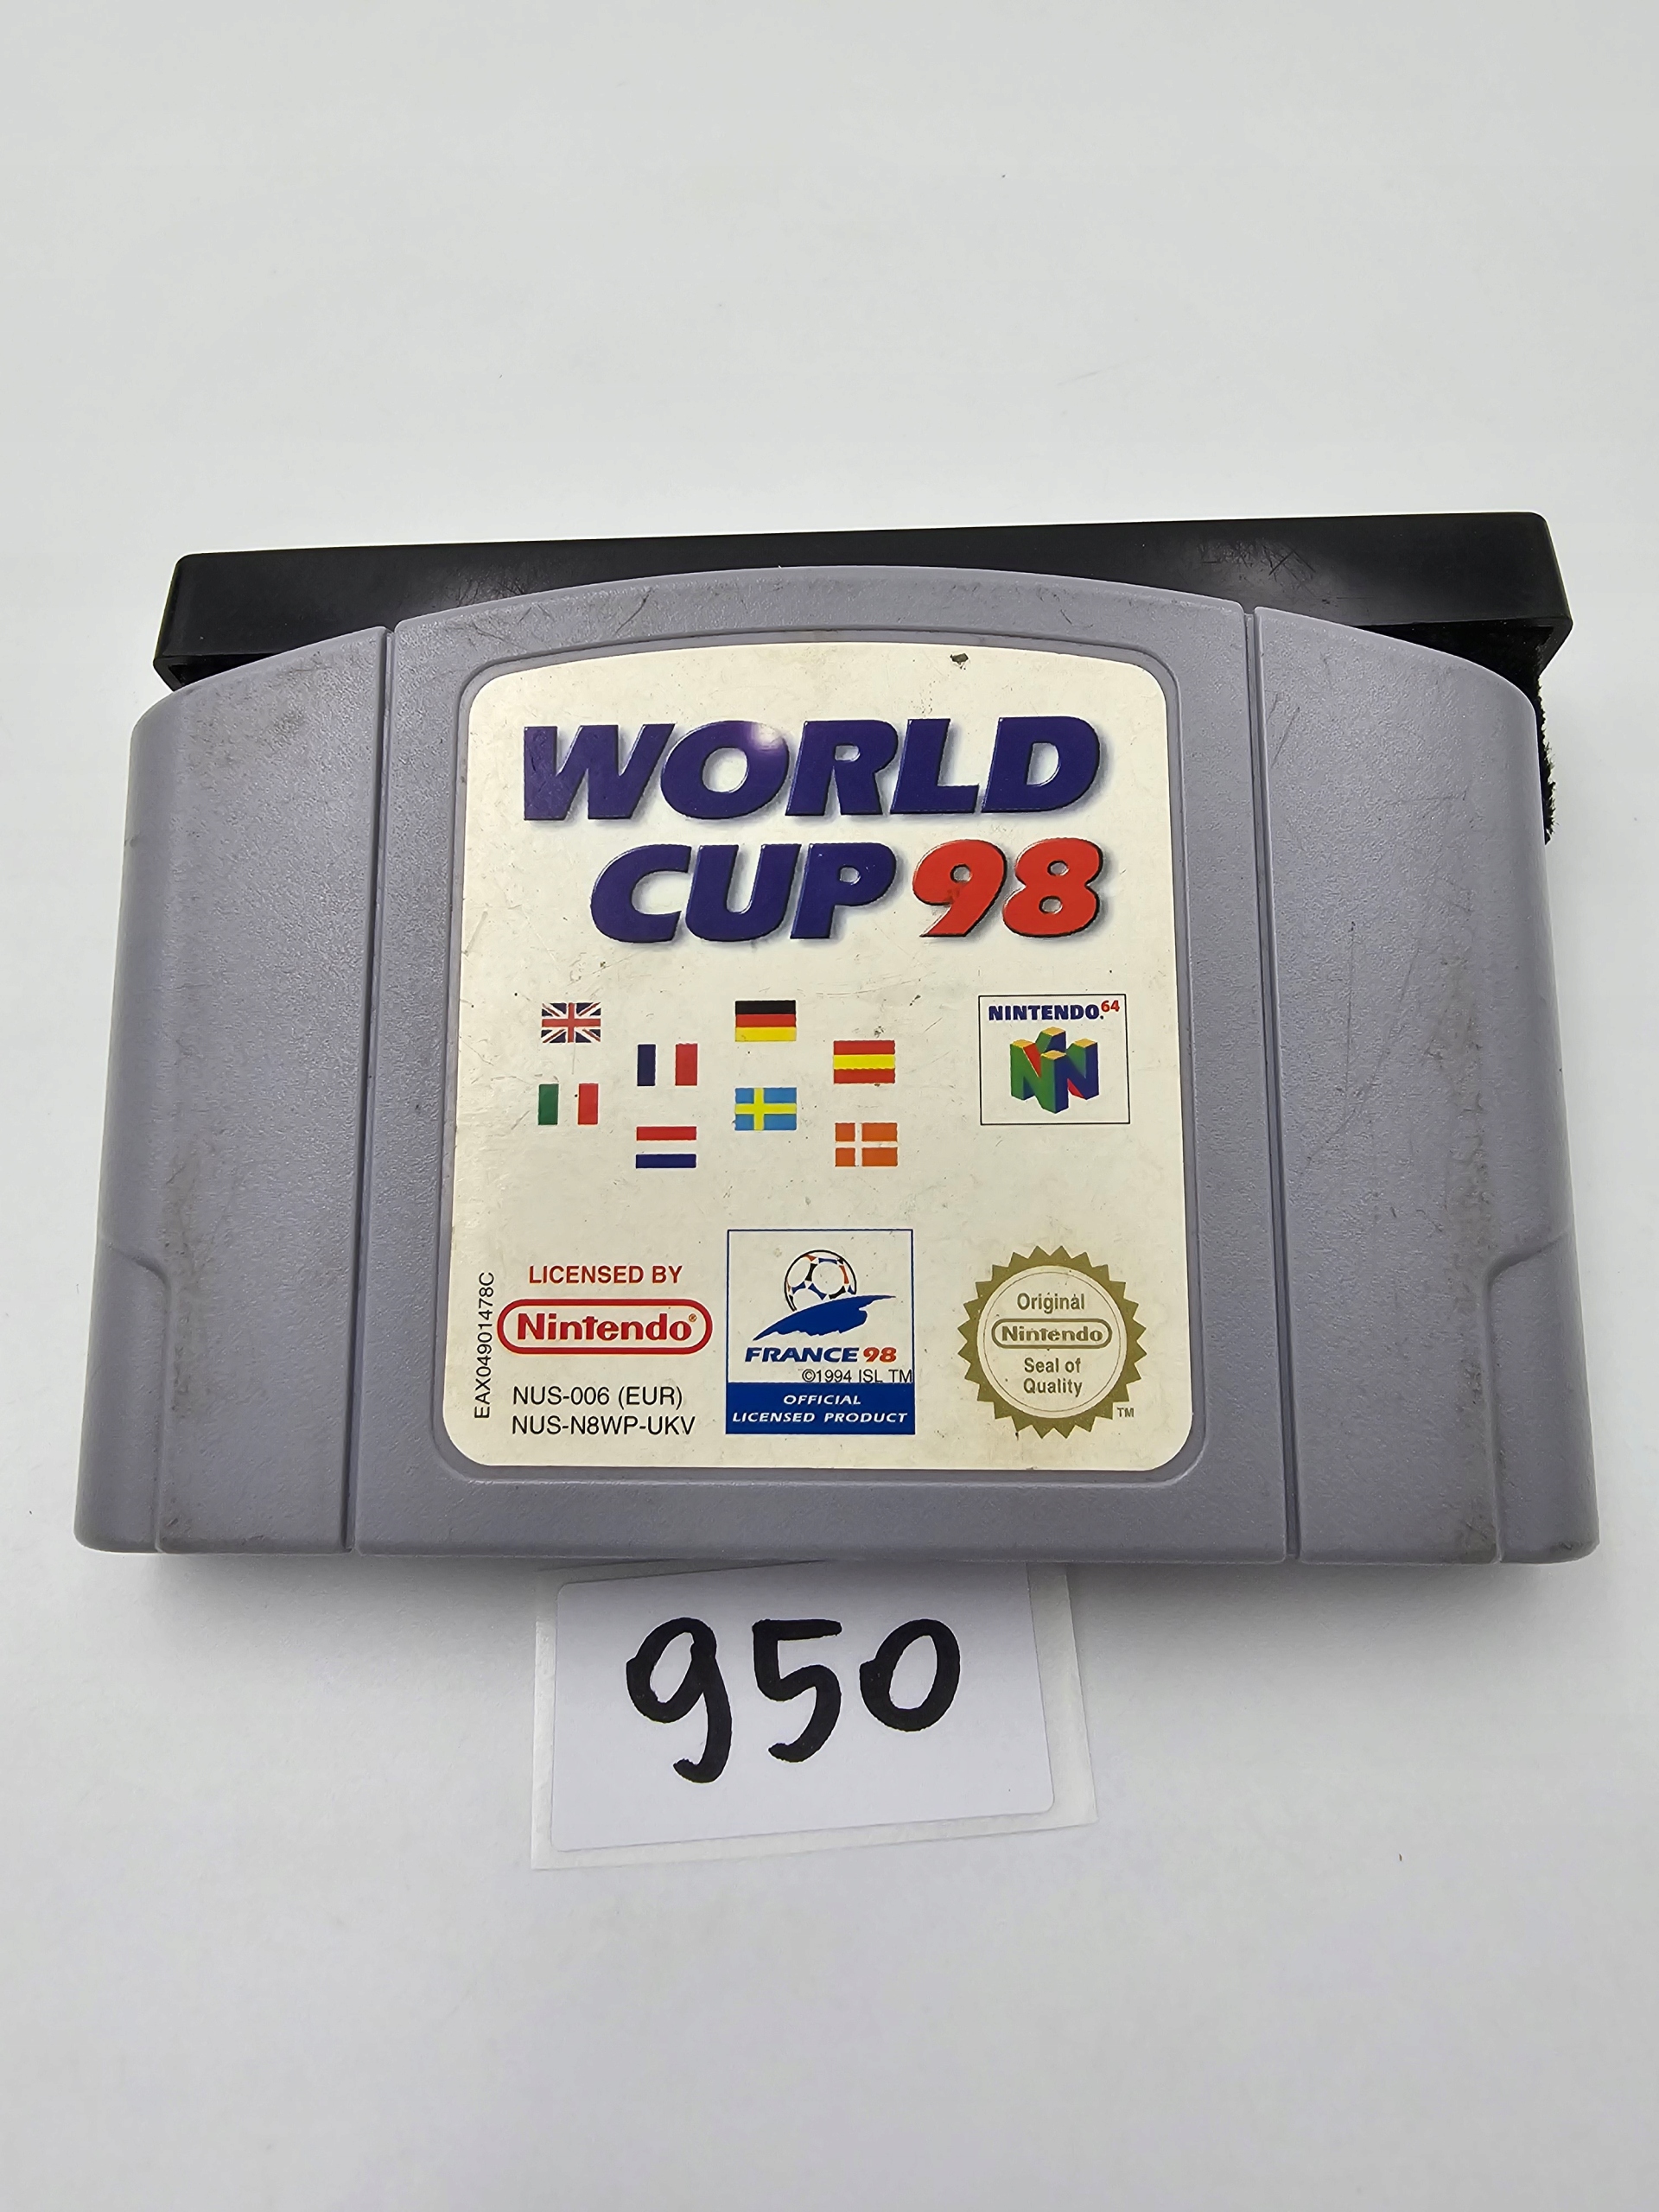 WORLD
CUP 98
NINTENDO.64
LICENSED BY
Nintendo®
EAX04901478C
NUS-006 (EUR)
NUS-N8WP-UKV
FRANCE 98
©1994 ISL TM
OFFICIAL
LICENSED PRODUCT
Original
Nintendo
Seal of
Quality
TM
950